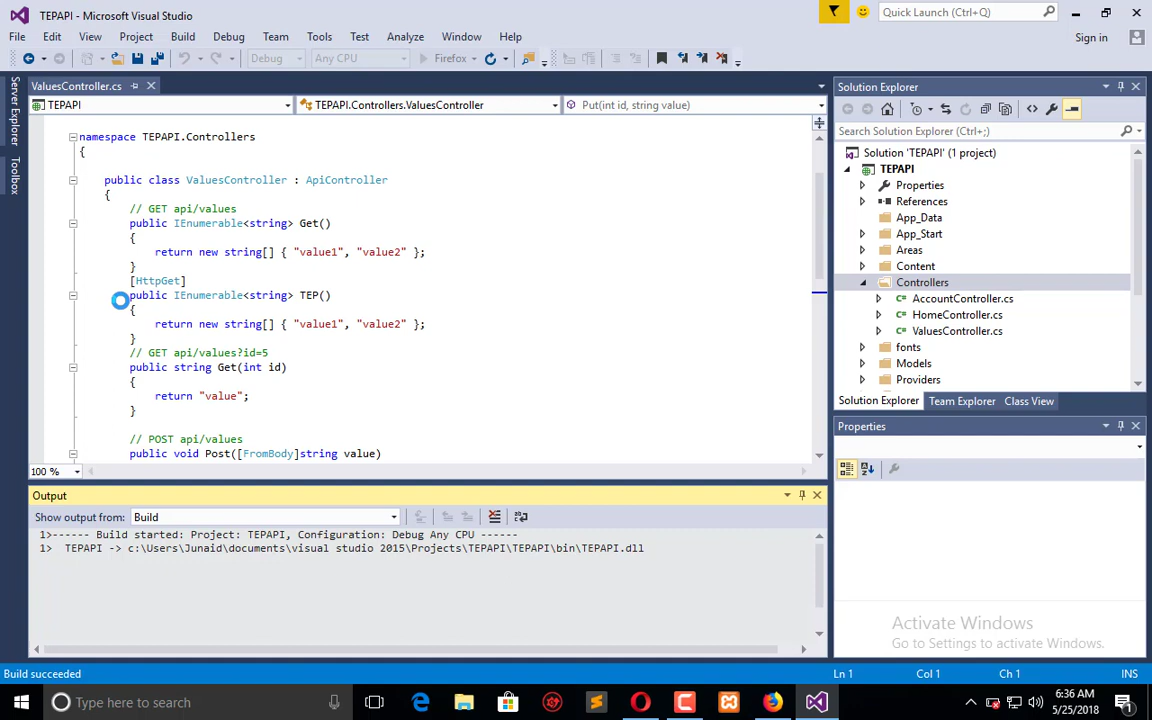 TEPAPI - Microsoft Visual Studio
Quick Launch (Ctrl+Q)
File Edit View Project Build Debug Team Tools Test Analyze Window Help
Sign in
Debug Any CPU Firefox
Server Explorer
Toolbox
ValuesController.cs
TEPAPI TEPAPI.Controllers.ValuesController Put(int id, string value)
namespace TEPAPI.Controllers
{
public class ValuesController : ApiController
{
// GET api/values
public IEnumerable<string> Get()
{
return new string[] { "value1", "value2" };
}
[HttpGet]
public IEnumerable<string> TEP()
{
return new string[] { "value1", "value2" };
}
// GET api/values?id=5
public string Get(int id)
{
return "value";
}
// POST api/values
public void Post([FromBody]string value)
100 %
Output
Show output from: Build
1>------ Build started: Project: TEPAPI, Configuration: Debug Any CPU ------
1> TEPAPI -> c:\Users\Junaid\documents\visual studio 2015\Projects\TEPAPI\TEPAPI\bin\TEPAPI.dll
Solution Explorer
Search Solution Explorer (Ctrl+;)
Solution 'TEPAPI' (1 project)
TEPAPI
Properties
References
App_Data
App_Start
Areas
Content
Controllers
AccountController.cs
HomeController.cs
ValuesController.cs
fonts
Models
Providers
Solution Explorer Team Explorer Class View
Properties
Activate Windows
Go to Settings to activate Windows.
Build succeeded Ln 1 Col 1 Ch 1 INS
Type here to search
6:36 AM
5/25/2018
1